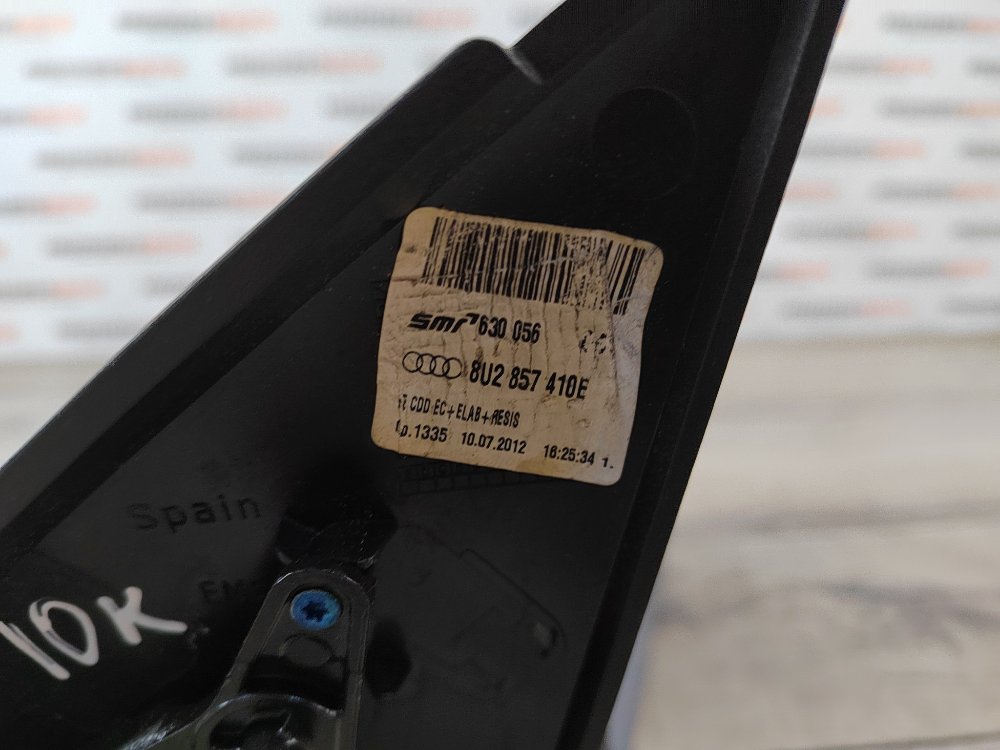 smr 630 056
8U2 857 410E
CDD EC+ELAB+RESIS
.1335 10.07.2012 16:25:34 1.
Spain
10K